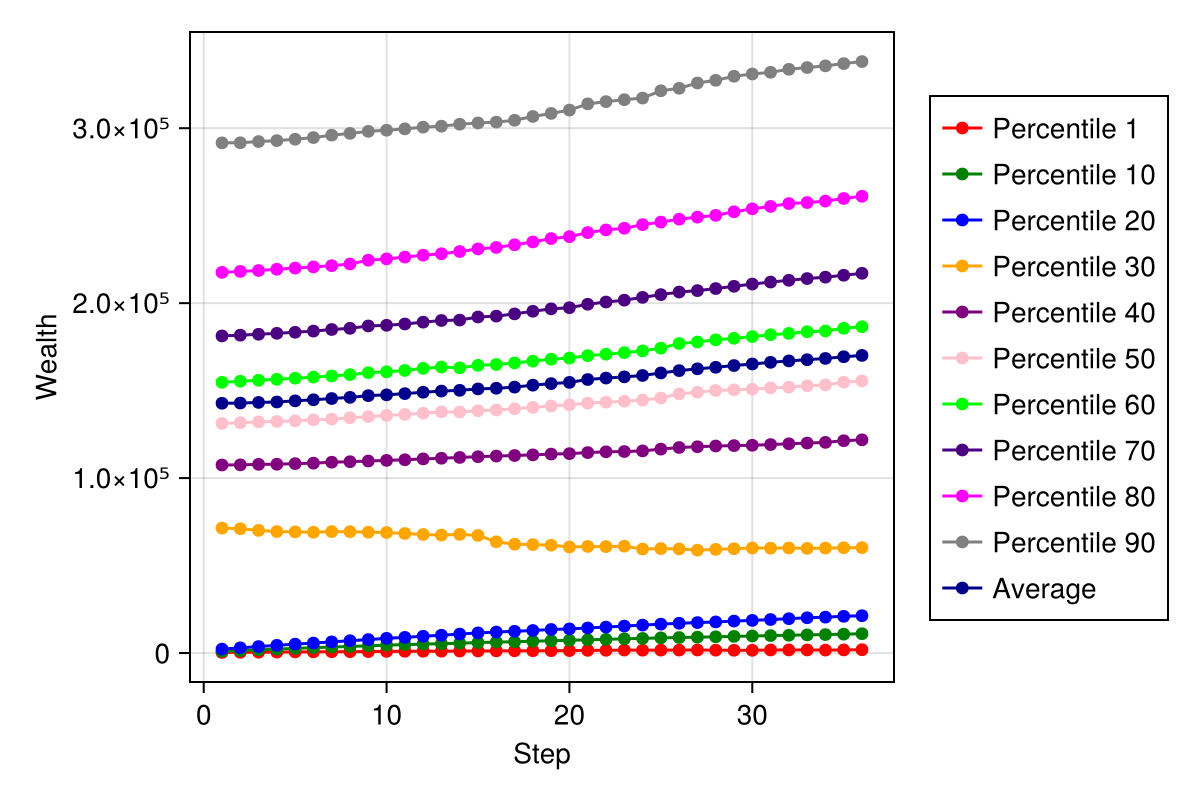 3.0×10⁵
2.0×10⁵
1.0×10⁵
0
Wealth
0 10 20 30
Step
Percentile 1
Percentile 10
Percentile 20
Percentile 30
Percentile 40
Percentile 50
Percentile 60
Percentile 70
Percentile 80
Percentile 90
Average